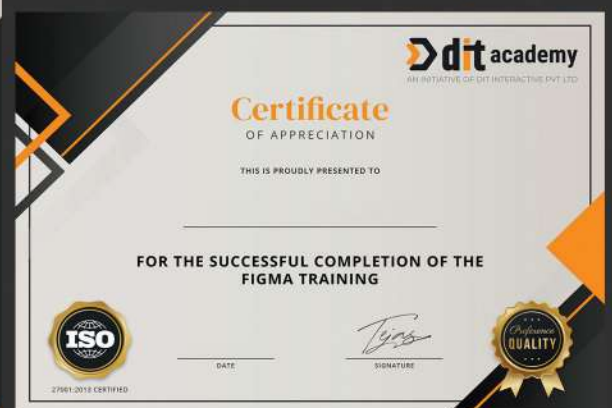 dit academy
AN INITIATIVE OF DIT INTERACTIVE PVT LTD
Certificate
OF APPRECIATION
THIS IS PROUDLY PRESENTED TO
FOR THE SUCCESSFUL COMPLETION OF THE
FIGMA TRAINING
ISO
27001:2013 CERTIFIED
DATE
Tejas
SIGNATURE
QUALITY